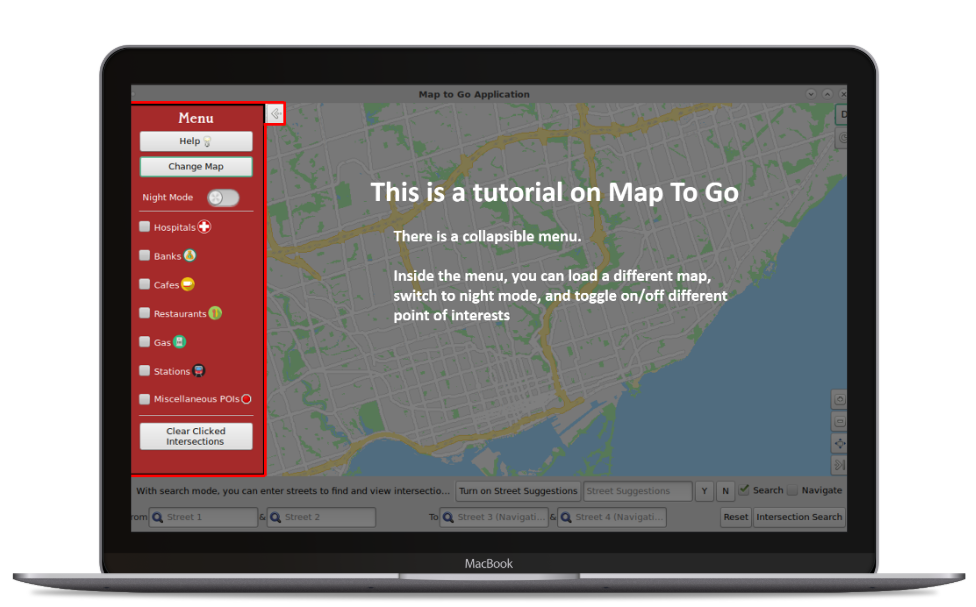 Map to Go Application
Menu
Help
Change Map
Night Mode
Hospitals
Banks
Cafes
Restaurants
Gas
Stations
Miscellaneous POIs
Clear Clicked
Intersections
D
This is a tutorial on Map To Go
There is a collapsible menu.
Inside the menu, you can load a different map,
switch to night mode, and toggle on/off different
point of interests
With search mode, you can enter streets to find and view intersectio... Turn on Street Suggestions Street Suggestions Y N Search Navigate
om Street 1 & Street 2 To Street 3 (Navigati... & Street 4 (Navigati... Reset Intersection Search
MacBook